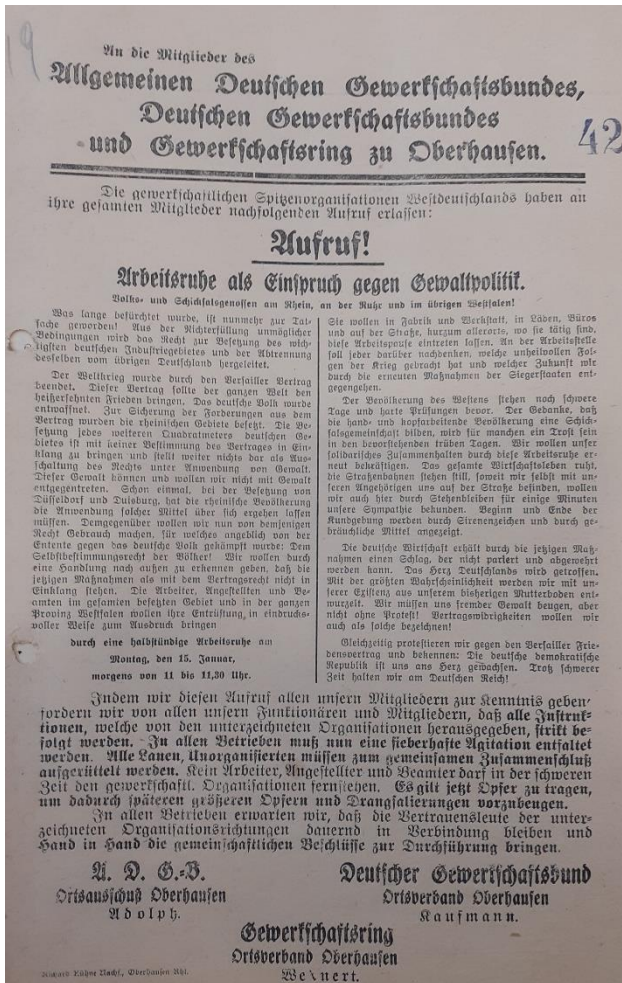 19
An die Mitglieder des
Allgemeinen Deutschen Gewerkschaftsbundes,
Deutschen Gewerkschaftsbundes
und Gewerkschaftsring zu Oberhausen.
42
Die gewerkschaftlichen Spitzenorganisationen Westdeutschlands haben an
ihre gesamten Mitglieder nachfolgenden Aufruf erlassen:
Aufruf!
Arbeitsruhe als Einspruch gegen Gewaltpolitik.
Volks- und Schicksalsgenossen am Rhein, an der Ruhr und im übrigen Westfalen!
Was lange befürchtet wurde, ist nunmehr zur Tat-
sache geworden! Aus der Nichterfüllung unmöglicher
Bedingungen wird das Recht zur Besetzung des wich-
tigsten deutschen Industriegebietes und der Abtrennung
desselben vom übrigen Deutschland hergeleitet.
Der Weltkrieg wurde durch den Versailler Vertrag
beendet. Dieser Vertrag sollte der ganzen Welt den
heißersehnten Frieden bringen. Das deutsche Volk wurde
entwaffnet. Zur Sicherung der Forderungen aus dem
Vertrag wurden die rheinischen Gebiete besetzt. Die Be-
setzung jedes weiteren Quadratmeters deutschen Ge-
bietes ist mit keiner Bestimmung des Vertrages in Ein-
klang zu bringen und stellt weiter nichts dar als Aus-
schaltung des Rechts unter Anwendung von Gewalt.
Dieser Gewalt können und wollen wir nicht mit Gewalt
entgegentreten. Schon einmal, bei der Besetzung von
Düsseldorf und Duisburg, hat die rheinische Bevölkerung
die Anwendung solcher Mittel über sich ergehen lassen
müssen. Demgegenüber wollen wir nun von demjenigen
Recht Gebrauch machen, für welches angeblich von der
Entente gegen das deutsche Volk gekämpft wurde: Dem
Selbstbestimmungsrecht der Völker! Wir wollen durch
eine Handlung nach außen zu erkennen geben, daß die
jetzigen Maßnahmen als mit dem Vertragsrecht nicht in
Einklang stehen. Die Arbeiter, Angestellten und Be-
amten im gesamten besetzten Gebiet und in der ganzen
Provinz Westfalen wollen ihre Entrüstung, in eindrucks-
voller Weise zum Ausdruck bringen
durch eine halbstündige Arbeitsruhe am
Montag, den 15. Januar,
morgens von 11 bis 11,30 Uhr.
Sie wollen in Fabrik und Werkstatt, in Läden, Büros
und auf der Straße, kurzum allerorts, wo sie tätig sind,
diese Arbeitspause eintreten lassen. An der Arbeitsstelle
soll jeder darüber nachdenken, welche unheilvollen Fol-
gen der Krieg gebracht hat und welcher Zukunft wir
durch die erneuten Maßnahmen der Siegerstaaten ent-
gegengehen.
Der Bevölkerung des Westens stehen noch schwere
Tage und harte Prüfungen bevor. Der Gedanke, daß
die hand- und kopfarbeitende Bevölkerung eine Schick-
salsgemeinschaft bilden, wird für manchen ein Trost sein
in den bevorstehenden trüben Tagen. Wir wollen unser
solidarisches Zusammenhalten durch diese Arbeitsruhe er-
neut bekräftigen. Das gesamte Wirtschaftsleben ruht,
die Straßenbahnen stehen still, soweit wir selbst mit un-
seren Angehörigen uns auf der Straße befinden, wollen
wir auch hier durch Stehenbleiben für einige Minuten
unsere Sympathie bekunden. Beginn und Ende der
Kundgebung werden durch Sirenenzeichen und durch ge-
bräuchliche Mittel angezeigt.
Die deutsche Wirtschaft erhält durch die jetzigen Maß-
nahmen einen Schlag, der nicht pariert und abgewehrt
werden kann. Das Herz Deutschlands wird getroffen.
Mit der größten Wahrscheinlichkeit werden wir mit un-
serer Existenz aus unserem bisherigen Mutterboden ent-
wurzelt. Wir müssen uns fremder Gewalt beugen, aber
nicht ohne Protest! Vertragswidrigkeiten wollen wir
auch als solche bezeichnen!
Gleichzeitig protestieren wir gegen den Versailler Frie-
densvertrag und bekennen: Die deutsche demokratische
Republik ist uns ans Herz gewachsen. Trotz schwerer
Zeit halten wir am Deutschen Reich!
Indem wir diesen Aufruf allen unsern Mitgliedern zur Kenntnis geben,
fordern wir von allen unsern Funktionären und Mitgliedern, daß alle Instruk-
tionen, welche von den unterzeichneten Organisationen herausgegeben, strikt be-
folgt werden. In allen Betrieben muß nun eine fieberhafte Agitation entfaltet
werden. Alle Lauen, Unorganisierten müssen zum gemeinsamen Zusammenschluß
aufgerüttelt werden. Kein Arbeiter, Angestellter und Beamter darf in der schweren
Zeit den gewerkschaftl. Organisationen fernstehen. Es gilt jetzt Opfer zu tragen,
um dadurch späteren größeren Opfern und Drangsalierungen vorzubeugen.
In allen Betrieben erwarten wir, daß die Vertrauensleute der unter-
zeichneten Organisationsrichtungen dauernd in Verbindung bleiben und
Hand in Hand die gemeinschaftlichen Beschlüsse zur Durchführung bringen.
A. D. G.-B.
Ortsausschuß Oberhausen
Adolph.
Deutscher Gewerkschaftsbund
Ortsverband Oberhausen
Kaufmann.
Gewerkschaftsring
Ortsverband Oberhausen
Weinert.
Richard Kühne Nachf., Oberhausen Rhl.